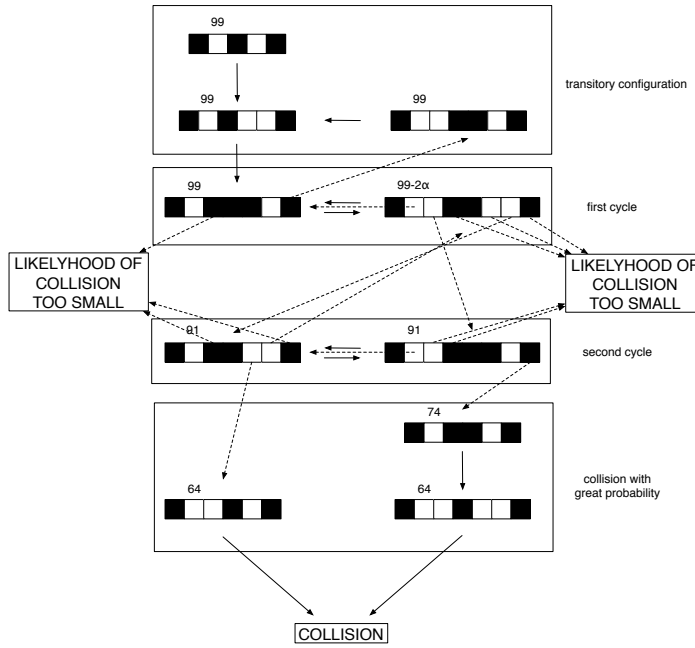 99
transitory configuration
99
99
99
99-2α
first cycle
LIKELYHOOD OF
COLLISION
TOO SMALL
LIKELYHOOD OF
COLLISION
TOO SMALL
91
91
second cycle
74
collision with
great probability
64
64
COLLISION